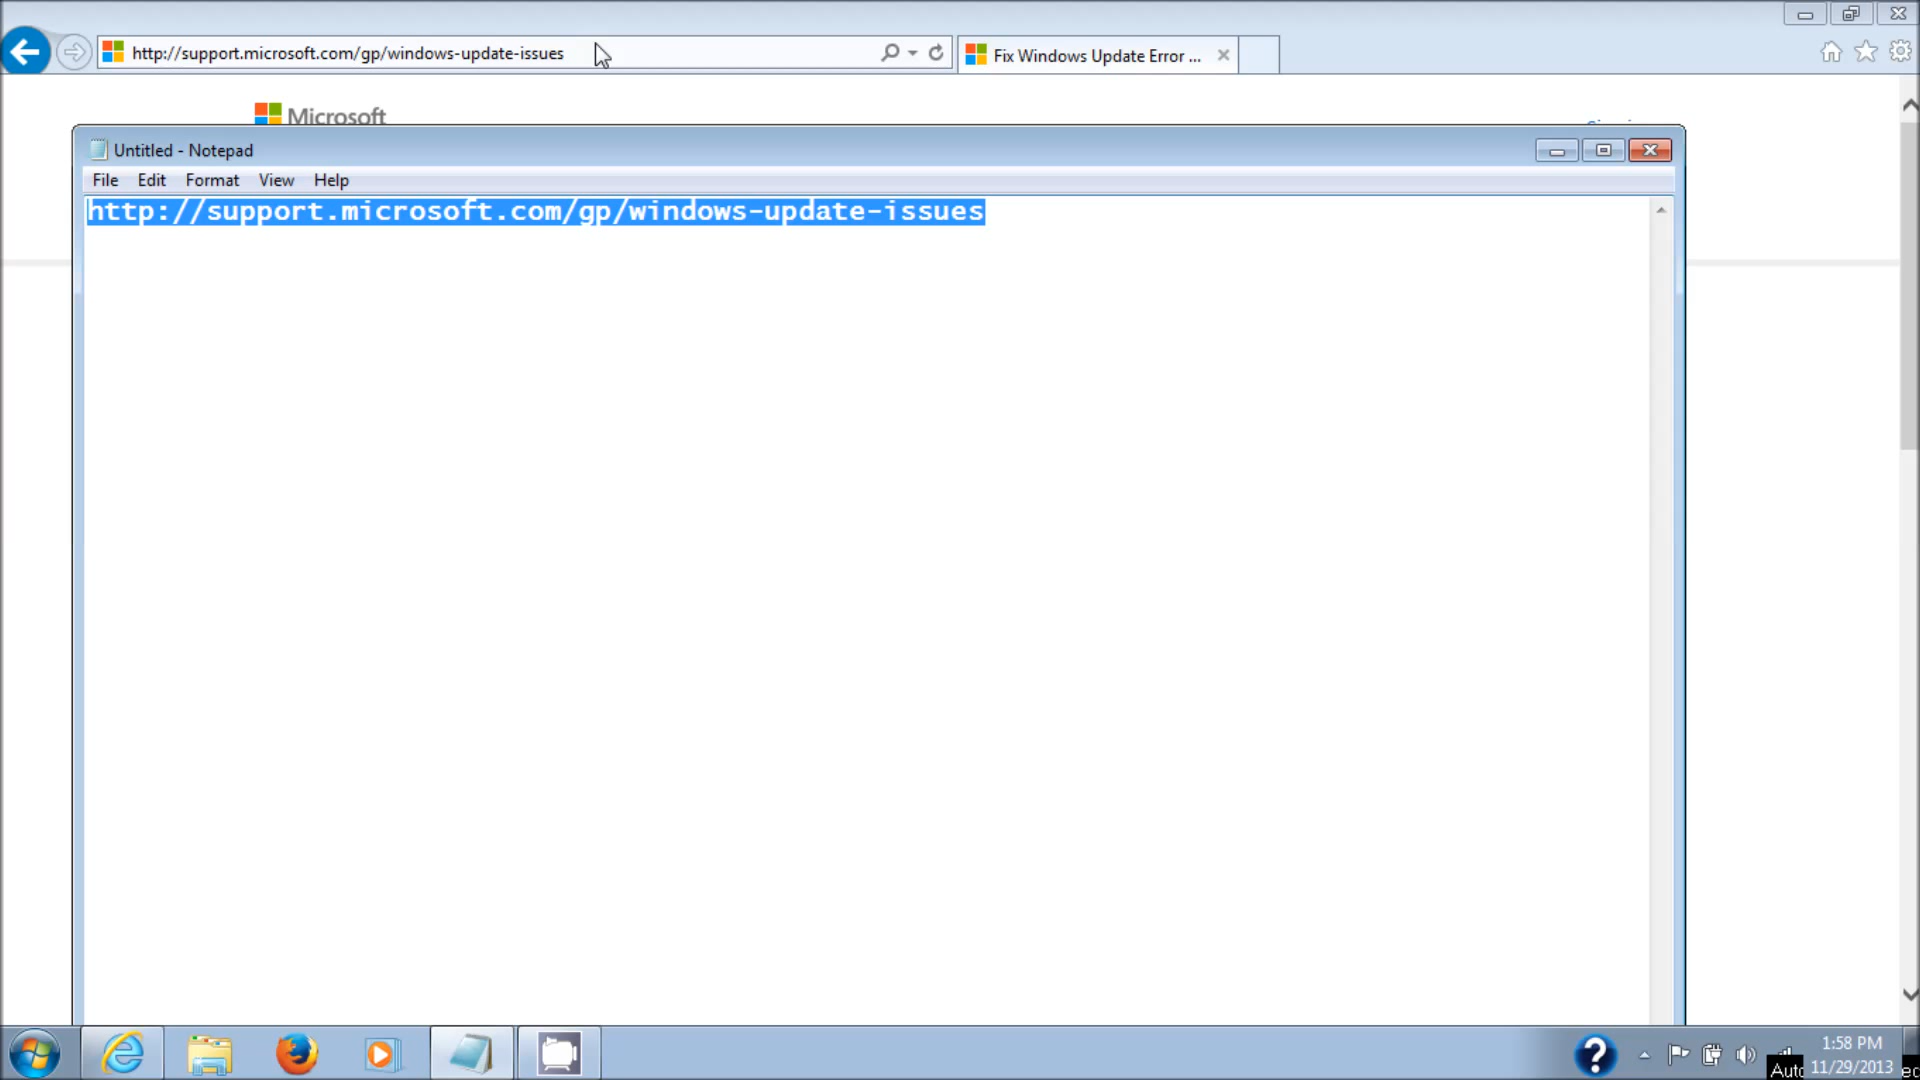 http://support.microsoft.com/gp/windows-update-issues
Fix Windows Update Error ...
Microsoft
Untitled - Notepad
File Edit Format View Help
http://support.microsoft.com/gp/windows-update-issues
1:58 PM
11/29/2013